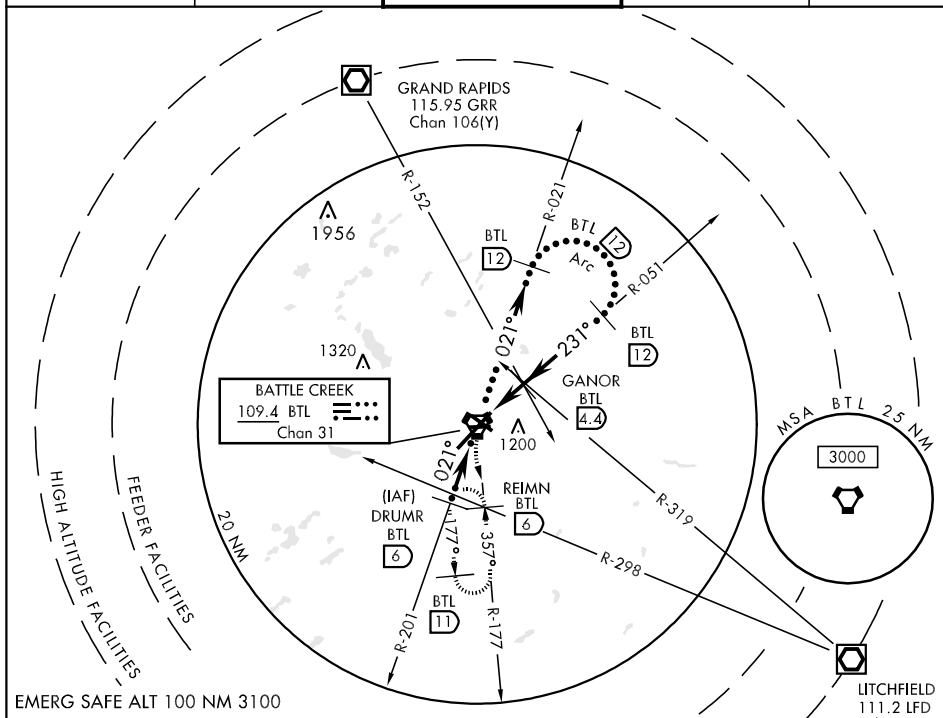 GRAND RAPIDS
115.95 GRR
Chan 106(Y)
R-152
R-021
BTL
12
Arc
BTL
12
R-051
1956
021°
231°
BTL
12
1320
GANOR
BTL
4.4
BATTLE CREEK
109.4 BTL
Chan 31
1200
MSA BTL 25 NM
3000
021°
(IAF)
DRUMR
BTL
6
REIMN
BTL
6
R-319
R-298
177°
357°
BTL
11
R-201
R-177
20 NM
FEEDER FACILITIES
HIGH ALTITUDE FACILITIES
EMERG SAFE ALT 100 NM 3100
LITCHFIELD
111.2 LFD